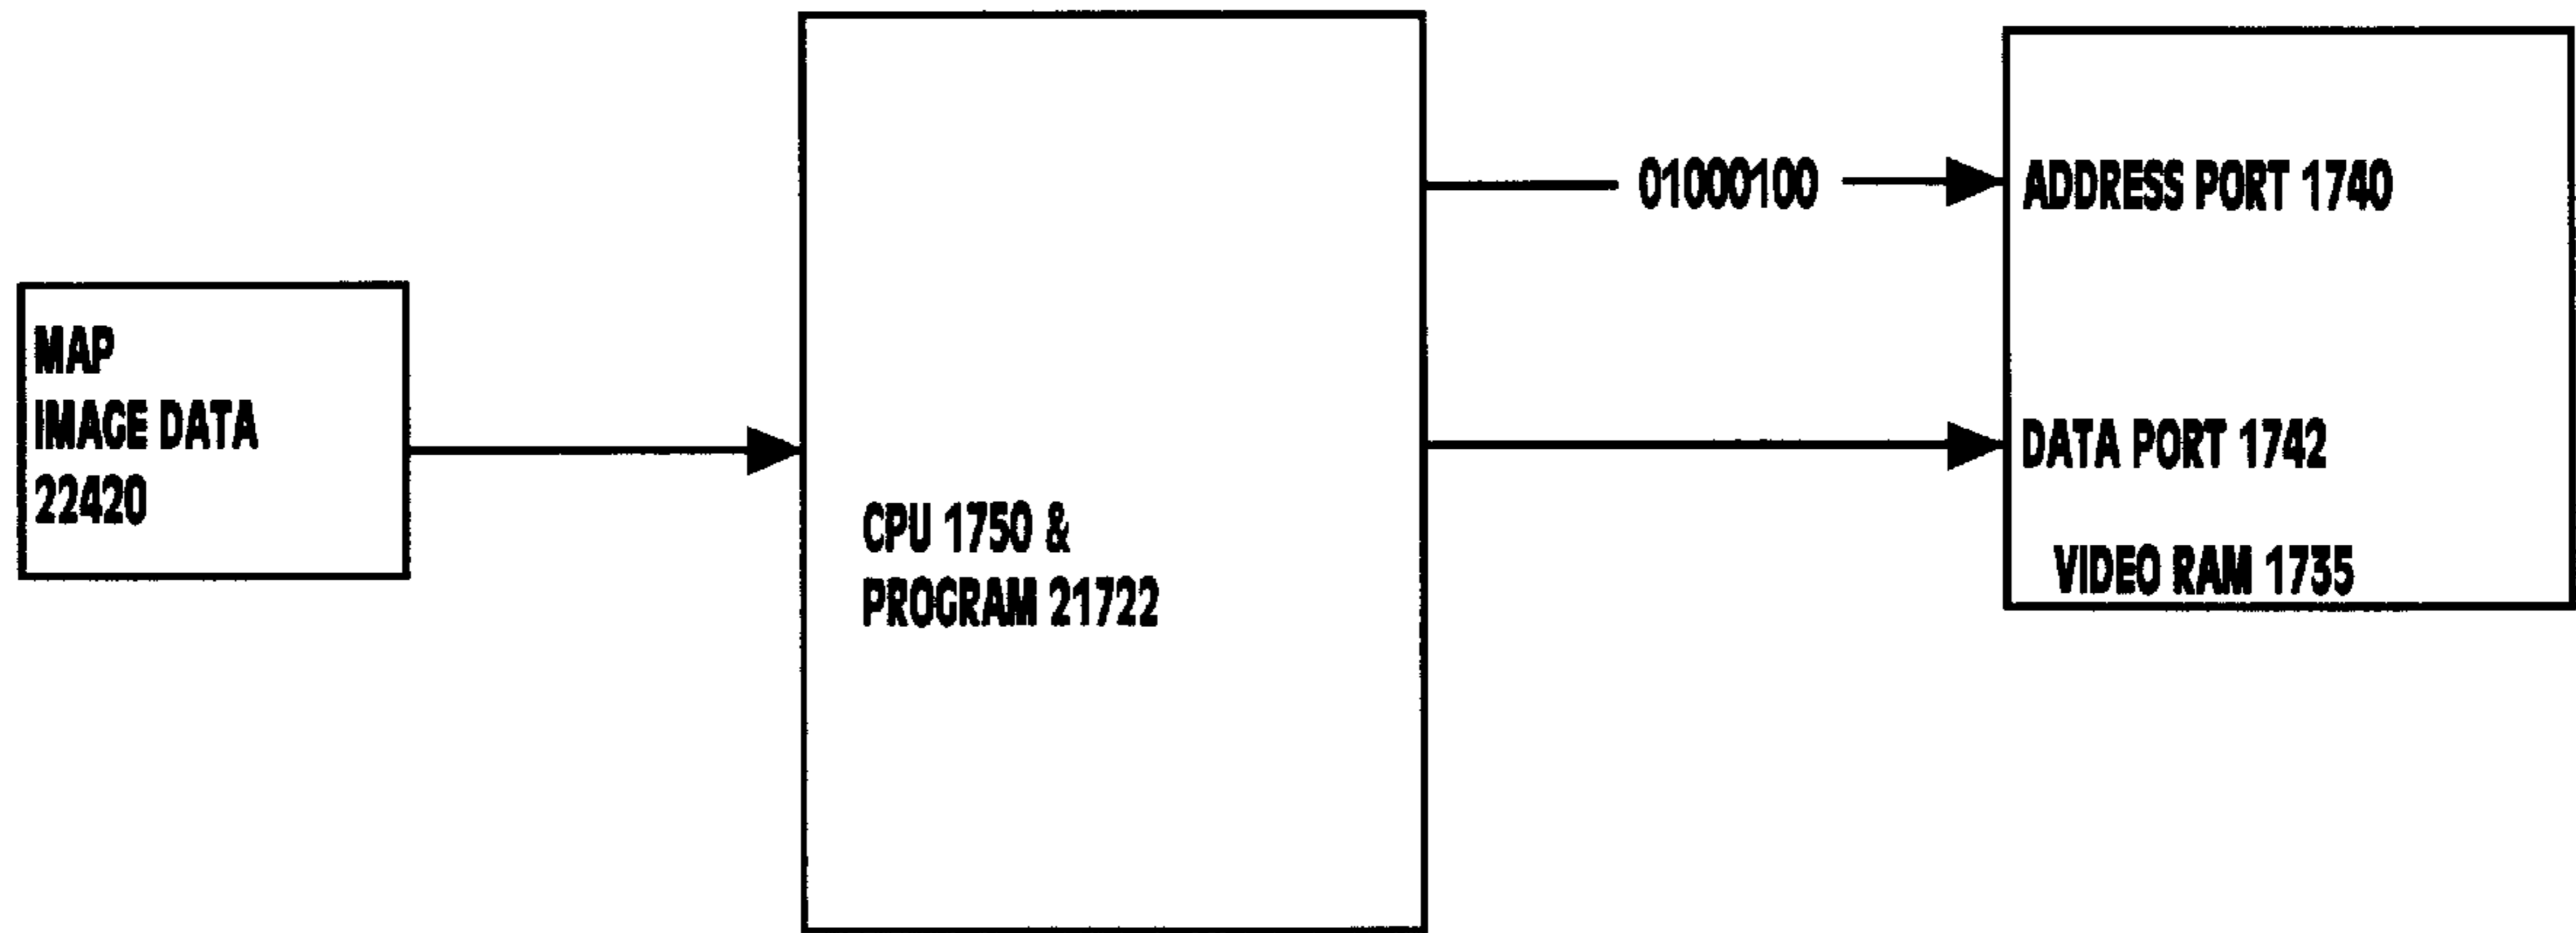 MAP
IMAGE DATA
22420
CPU 1750 &
PROGRAM 21722
01000100
ADDRESS PORT 1740
DATA PORT 1742
VIDEO RAM 1735